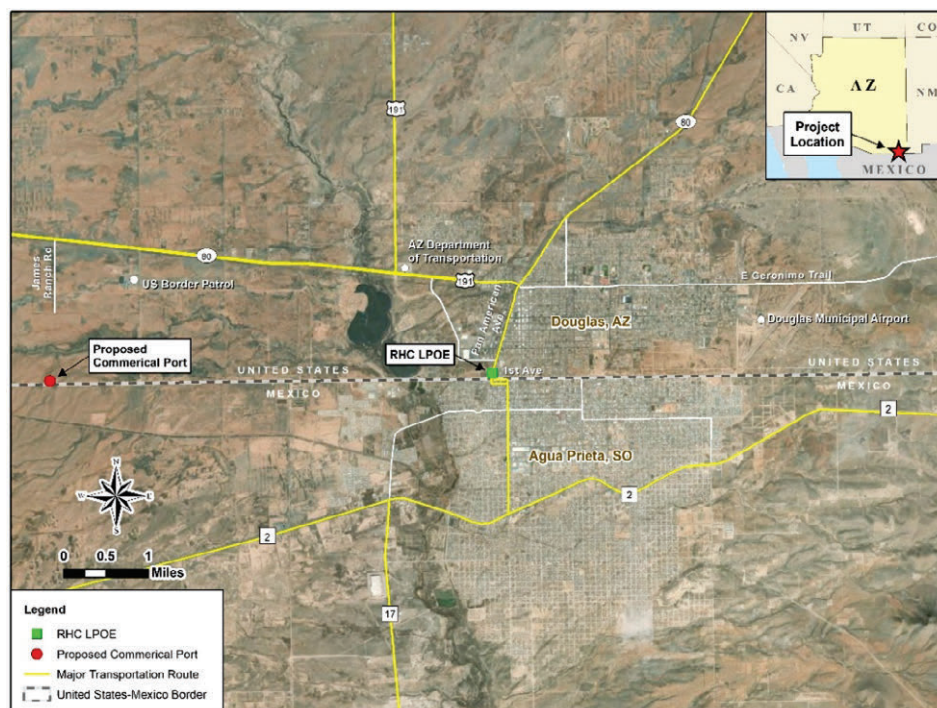 NV
UT
CO
CA
AZ
NM
Project
Location
MEXICO
191
80
80
AZ Department
of Transportation
191
James
Ranch Rd
US Border Patrol
E Geronimo Trail
Pan American
Ave
Douglas, AZ
Douglas Municipal Airport
Proposed
Commerical Port
RHC LPOE
1st Ave
UNITED STATES
MEXICO
UNITED STATES
MEXICO
2
Agua Prieta, SO
2
2
17
N
W
E
S
0 0.5 1
Miles
Legend
RHC LPOE
Proposed Commerical Port
Major Transportation Route
United States-Mexico Border